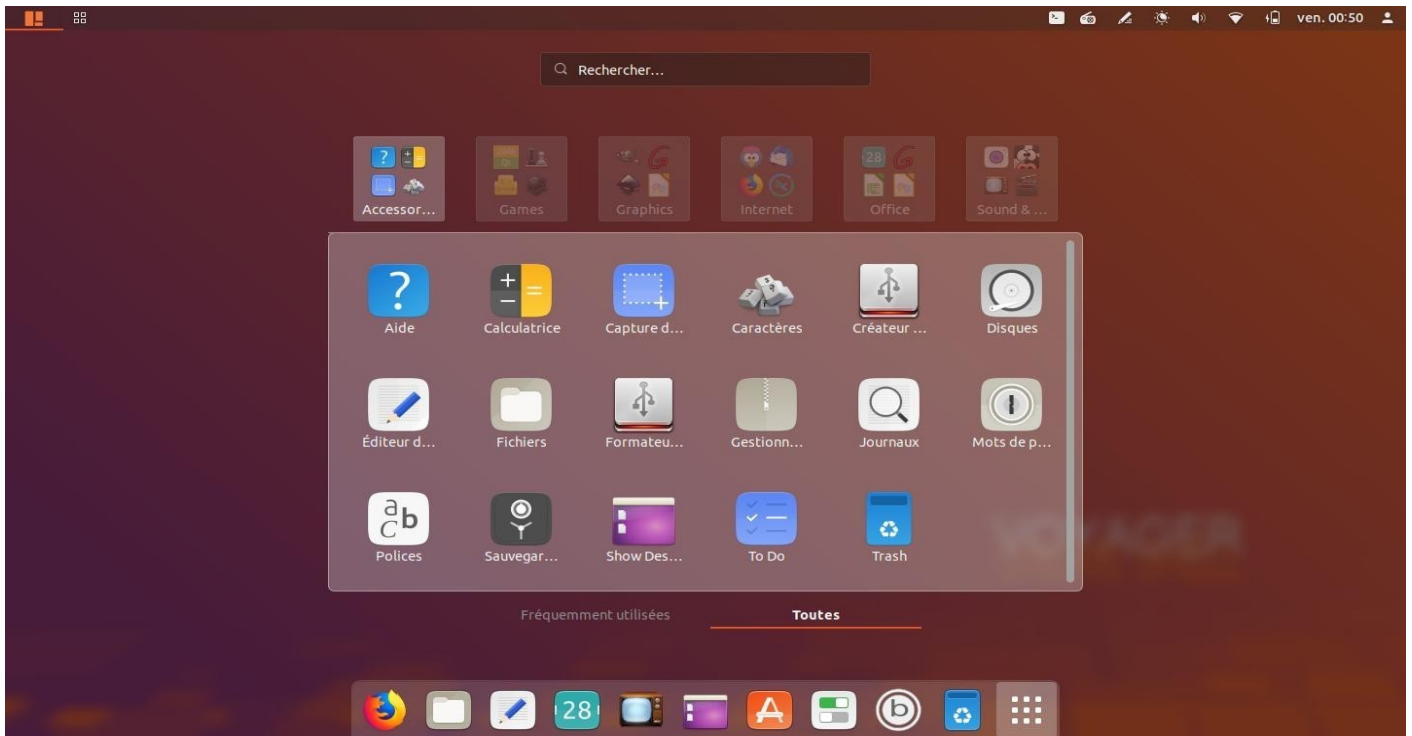 ven. 00:50
Rechercher...
Accessor... Games Graphics Internet Office Sound & ...
Aide Calculatrice Capture d... Caractères Créateur ... Disques
Éditeur d... Fichiers Formateu... Gestionn... Journaux Mots de p...
Polices Sauvegar... Show Des... To Do Trash
VOYAGER
Fréquemment utilisées Toutes
28